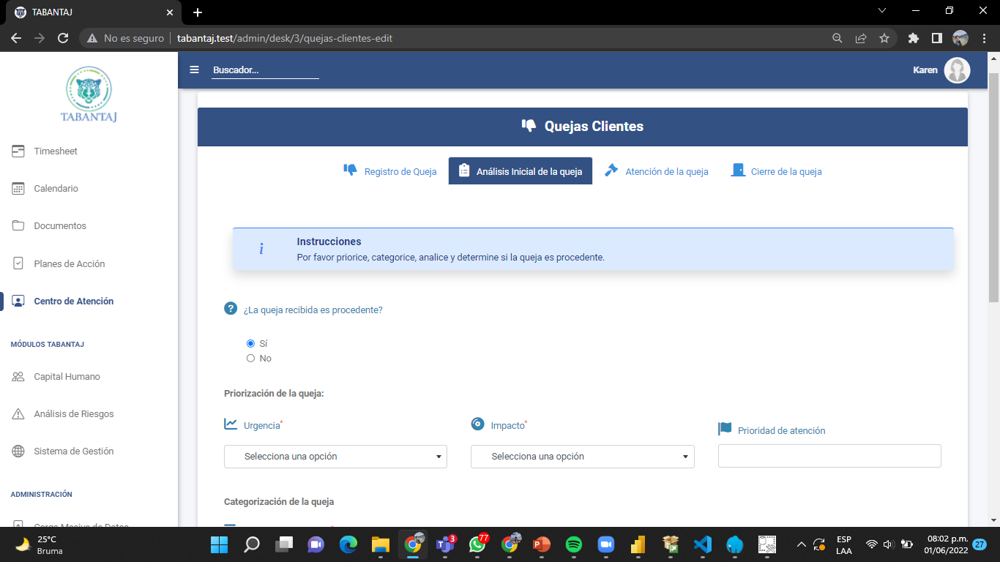 TABANTAJ
No es seguro
tabantaj.test/admin/desk/3/quejas-clientes-edit
TABANTAJ
Buscador...
Karen
Timesheet
Calendario
Documentos
Planes de Acción
Centro de Atención
MÓDULOS TABANTAJ
Capital Humano
Análisis de Riesgos
Sistema de Gestión
ADMINISTRACIÓN
Carga Masiva de Datos
Quejas Clientes
Registro de Queja
Análisis Inicial de la queja
Atención de la queja
Cierre de la queja
Instrucciones
Por favor priorice, categorice, analice y determine si la queja es procedente.
¿La queja recibida es procedente?
Sí
No
Priorización de la queja:
Urgencia*
Impacto*
Prioridad de atención
Selecciona una opción
Selecciona una opción
Categorización de la queja
25°C
Bruma
3
77
ESP
LAA
08:02 p.m.
01/06/2022
27